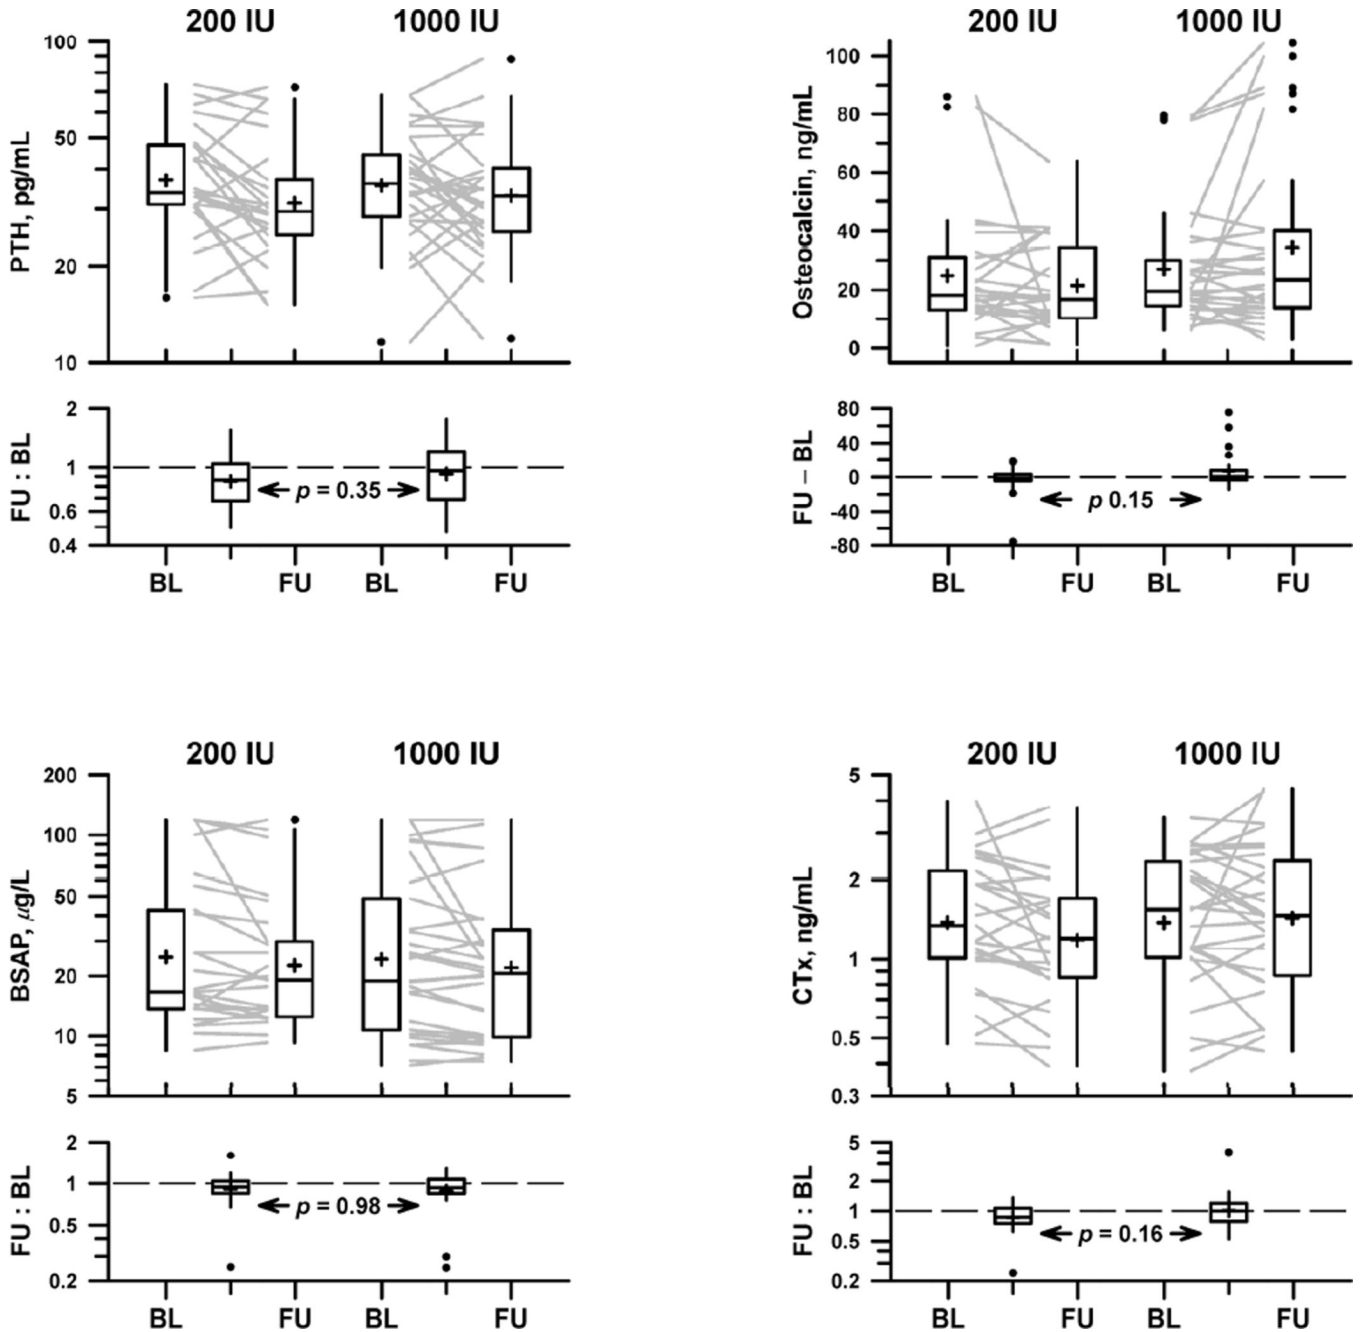 200 IU 1000 IU
100
50
20
10
PTH, pg/mL
2
1
0.6
0.4
FU : BL
p = 0.35
BL FU BL FU
200 IU 1000 IU
100
80
60
40
20
0
Osteocalcin, ng/mL
80
40
0
-40
-80
FU – BL
p 0.15
BL FU BL FU
200 IU 1000 IU
200
100
50
20
10
5
BSAP, μg/L
2
1
0.5
0.2
FU : BL
p = 0.98
BL FU BL FU
200 IU 1000 IU
5
2
1
0.5
0.3
CTx, ng/mL
5
2
1
0.5
0.2
FU : BL
p = 0.16
BL FU BL FU